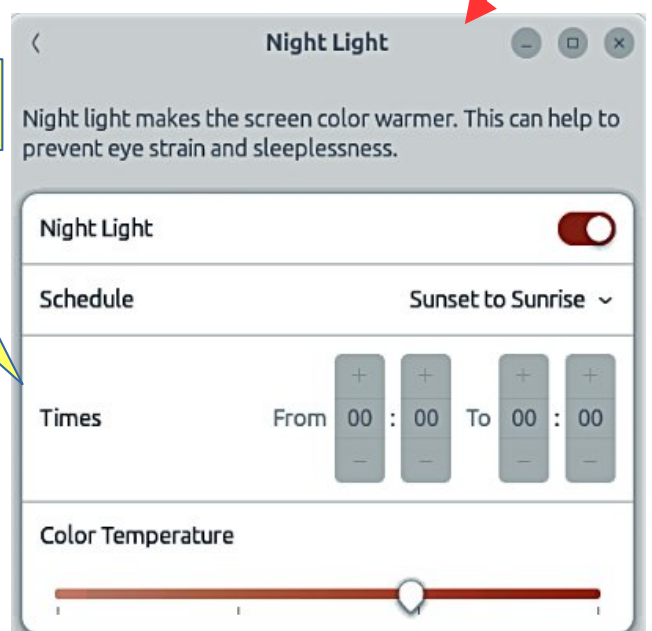 Night Light
Night light makes the screen color warmer. This can help to
prevent eye strain and sleeplessness.
Night Light
Schedule Sunset to Sunrise
+ + + +
Times From 00 : 00 To 00 : 00
– – – –
Color Temperature